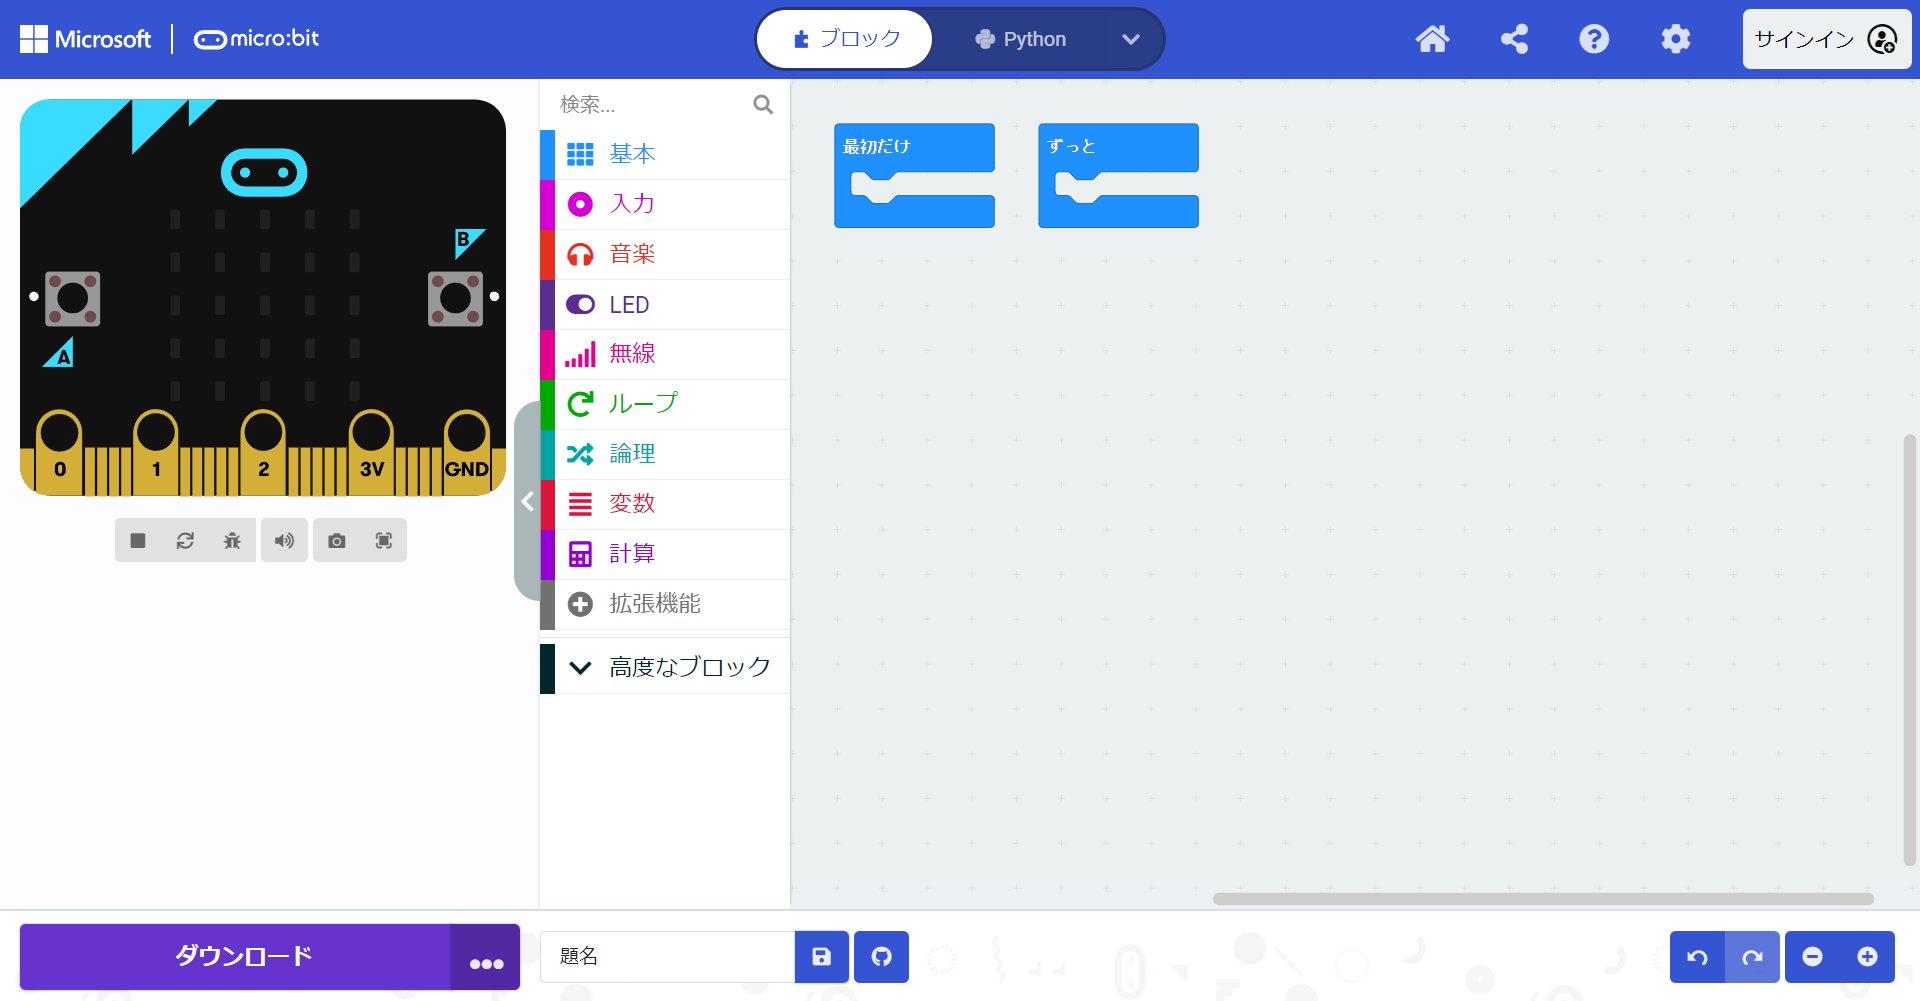 Microsoft
micro:bit
ブロック
Python
サインイン
検索...
基本
入力
音楽
LED
無線
ループ
論理
変数
計算
拡張機能
高度なブロック
最初だけ
ずっと
B
A
0
1
2
3V
GND
ダウンロード
題名